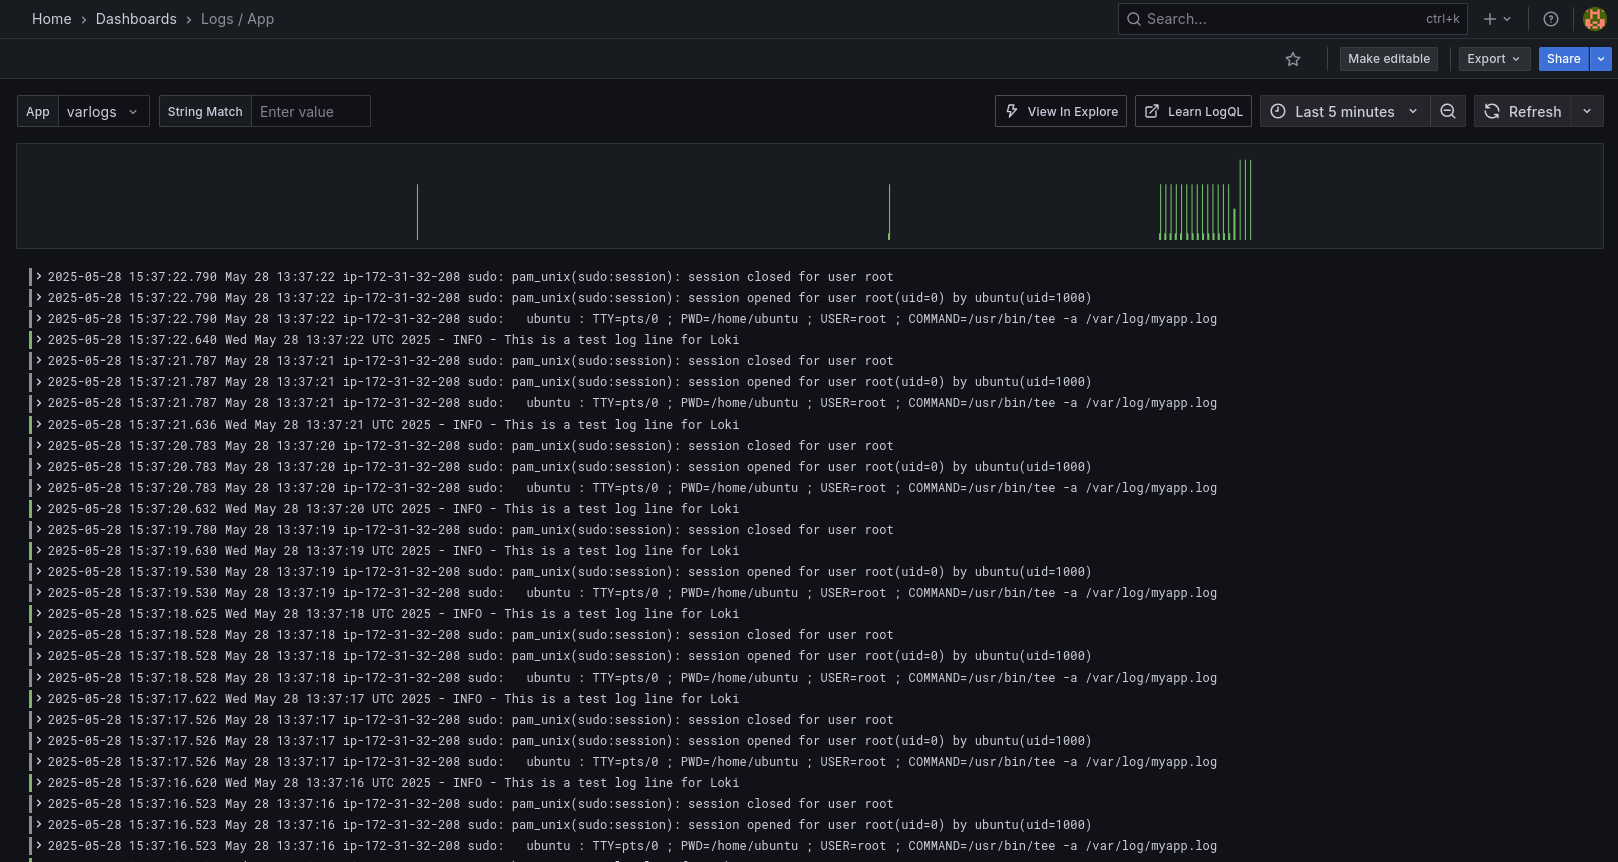 Home › Dashboards › Logs / App
Search... ctrl+k
Make editable Export Share
App varlogs String Match Enter value View In Explore Learn LogQL Last 5 minutes Refresh
2025-05-28 15:37:22.790 May 28 13:37:22 ip-172-31-32-208 sudo: pam_unix(sudo:session): session closed for user root
2025-05-28 15:37:22.790 May 28 13:37:22 ip-172-31-32-208 sudo: pam_unix(sudo:session): session opened for user root(uid=0) by ubuntu(uid=1000)
2025-05-28 15:37:22.790 May 28 13:37:22 ip-172-31-32-208 sudo:   ubuntu : TTY=pts/0 ; PWD=/home/ubuntu ; USER=root ; COMMAND=/usr/bin/tee -a /var/log/myapp.log
2025-05-28 15:37:22.640 Wed May 28 13:37:22 UTC 2025 - INFO - This is a test log line for Loki
2025-05-28 15:37:21.787 May 28 13:37:21 ip-172-31-32-208 sudo: pam_unix(sudo:session): session closed for user root
2025-05-28 15:37:21.787 May 28 13:37:21 ip-172-31-32-208 sudo: pam_unix(sudo:session): session opened for user root(uid=0) by ubuntu(uid=1000)
2025-05-28 15:37:21.787 May 28 13:37:21 ip-172-31-32-208 sudo:   ubuntu : TTY=pts/0 ; PWD=/home/ubuntu ; USER=root ; COMMAND=/usr/bin/tee -a /var/log/myapp.log
2025-05-28 15:37:21.636 Wed May 28 13:37:21 UTC 2025 - INFO - This is a test log line for Loki
2025-05-28 15:37:20.783 May 28 13:37:20 ip-172-31-32-208 sudo: pam_unix(sudo:session): session closed for user root
2025-05-28 15:37:20.783 May 28 13:37:20 ip-172-31-32-208 sudo: pam_unix(sudo:session): session opened for user root(uid=0) by ubuntu(uid=1000)
2025-05-28 15:37:20.783 May 28 13:37:20 ip-172-31-32-208 sudo:   ubuntu : TTY=pts/0 ; PWD=/home/ubuntu ; USER=root ; COMMAND=/usr/bin/tee -a /var/log/myapp.log
2025-05-28 15:37:20.632 Wed May 28 13:37:20 UTC 2025 - INFO - This is a test log line for Loki
2025-05-28 15:37:19.780 May 28 13:37:19 ip-172-31-32-208 sudo: pam_unix(sudo:session): session closed for user root
2025-05-28 15:37:19.630 Wed May 28 13:37:19 UTC 2025 - INFO - This is a test log line for Loki
2025-05-28 15:37:19.530 May 28 13:37:19 ip-172-31-32-208 sudo: pam_unix(sudo:session): session opened for user root(uid=0) by ubuntu(uid=1000)
2025-05-28 15:37:19.530 May 28 13:37:19 ip-172-31-32-208 sudo:   ubuntu : TTY=pts/0 ; PWD=/home/ubuntu ; USER=root ; COMMAND=/usr/bin/tee -a /var/log/myapp.log
2025-05-28 15:37:18.625 Wed May 28 13:37:18 UTC 2025 - INFO - This is a test log line for Loki
2025-05-28 15:37:18.528 May 28 13:37:18 ip-172-31-32-208 sudo: pam_unix(sudo:session): session closed for user root
2025-05-28 15:37:18.528 May 28 13:37:18 ip-172-31-32-208 sudo: pam_unix(sudo:session): session opened for user root(uid=0) by ubuntu(uid=1000)
2025-05-28 15:37:18.528 May 28 13:37:18 ip-172-31-32-208 sudo:   ubuntu : TTY=pts/0 ; PWD=/home/ubuntu ; USER=root ; COMMAND=/usr/bin/tee -a /var/log/myapp.log
2025-05-28 15:37:17.622 Wed May 28 13:37:17 UTC 2025 - INFO - This is a test log line for Loki
2025-05-28 15:37:17.526 May 28 13:37:17 ip-172-31-32-208 sudo: pam_unix(sudo:session): session closed for user root
2025-05-28 15:37:17.526 May 28 13:37:17 ip-172-31-32-208 sudo: pam_unix(sudo:session): session opened for user root(uid=0) by ubuntu(uid=1000)
2025-05-28 15:37:17.526 May 28 13:37:17 ip-172-31-32-208 sudo:   ubuntu : TTY=pts/0 ; PWD=/home/ubuntu ; USER=root ; COMMAND=/usr/bin/tee -a /var/log/myapp.log
2025-05-28 15:37:16.620 Wed May 28 13:37:16 UTC 2025 - INFO - This is a test log line for Loki
2025-05-28 15:37:16.523 May 28 13:37:16 ip-172-31-32-208 sudo: pam_unix(sudo:session): session closed for user root
2025-05-28 15:37:16.523 May 28 13:37:16 ip-172-31-32-208 sudo: pam_unix(sudo:session): session opened for user root(uid=0) by ubuntu(uid=1000)
2025-05-28 15:37:16.523 May 28 13:37:16 ip-172-31-32-208 sudo:   ubuntu : TTY=pts/0 ; PWD=/home/ubuntu ; USER=root ; COMMAND=/usr/bin/tee -a /var/log/myapp.log